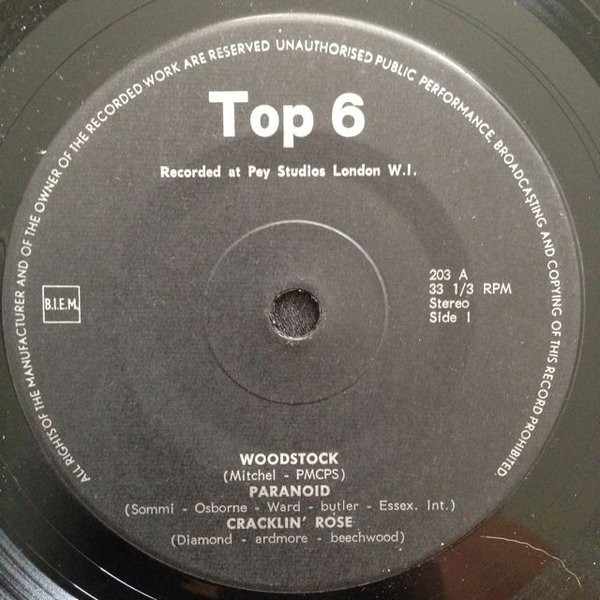 ALL RIGHTS OF THE MANUFACTURER AND OF THE OWNER OF THE RECORDED WORK ARE RESERVED UNAUTHORISED PUBLIC PERFORMANCE, BROADCASTING AND COPYING OF THIS RECORD PROHIBITED
Top 6
Recorded at Pey Studios London W.I.
B.I.E.M.
203 A
33 1/3 RPM
Stereo
Side I
WOODSTOCK
(Mitchel - PMCPS)
PARANOID
(Sommi - Osborne - Ward - butler - Essex. Int.)
CRACKLIN' ROSE
(Diamond - ardmore - beechwood)